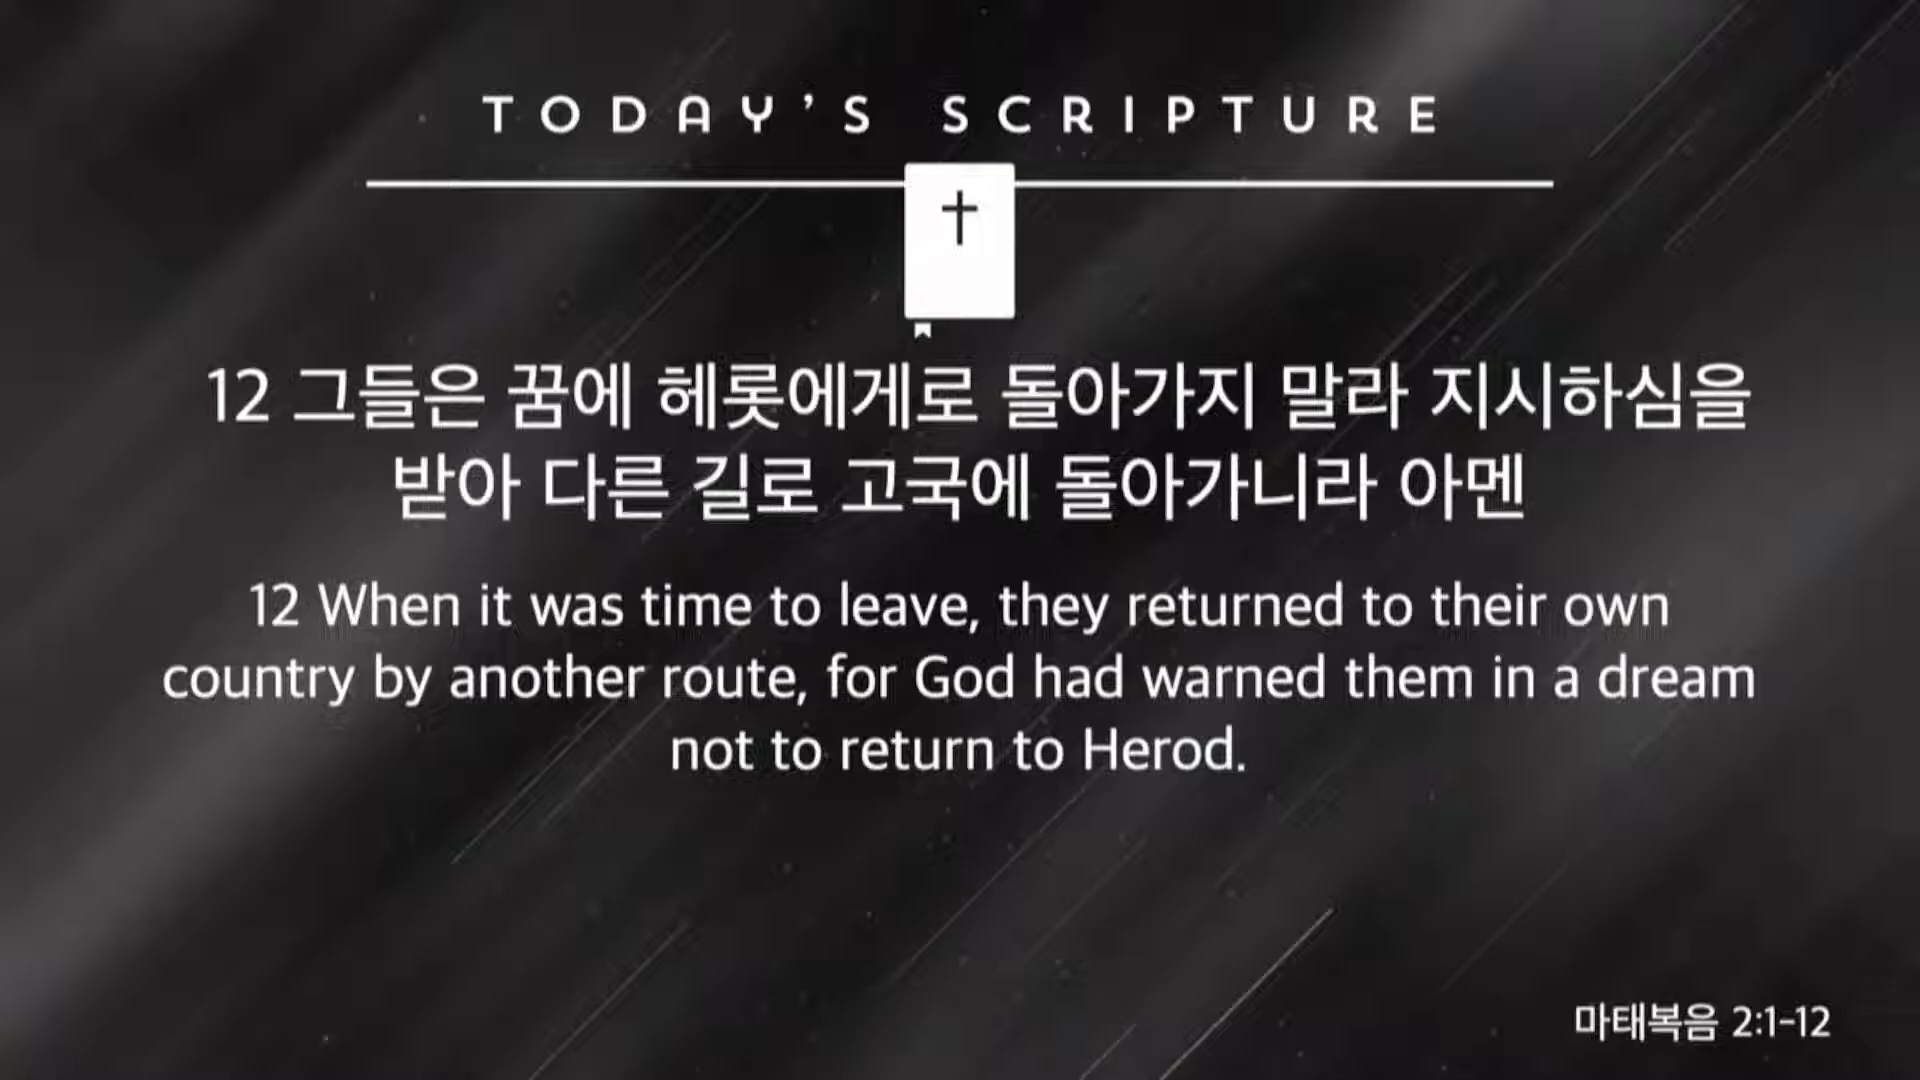 TODAY'S SCRIPTURE
12 그들은 꿈에 헤롯에게로 돌아가지 말라 지시하심을
받아 다른 길로 고국에 돌아가니라 아멘
12 When it was time to leave, they returned to their own
country by another route, for God had warned them in a dream
not to return to Herod.
마태복음 2:1-12